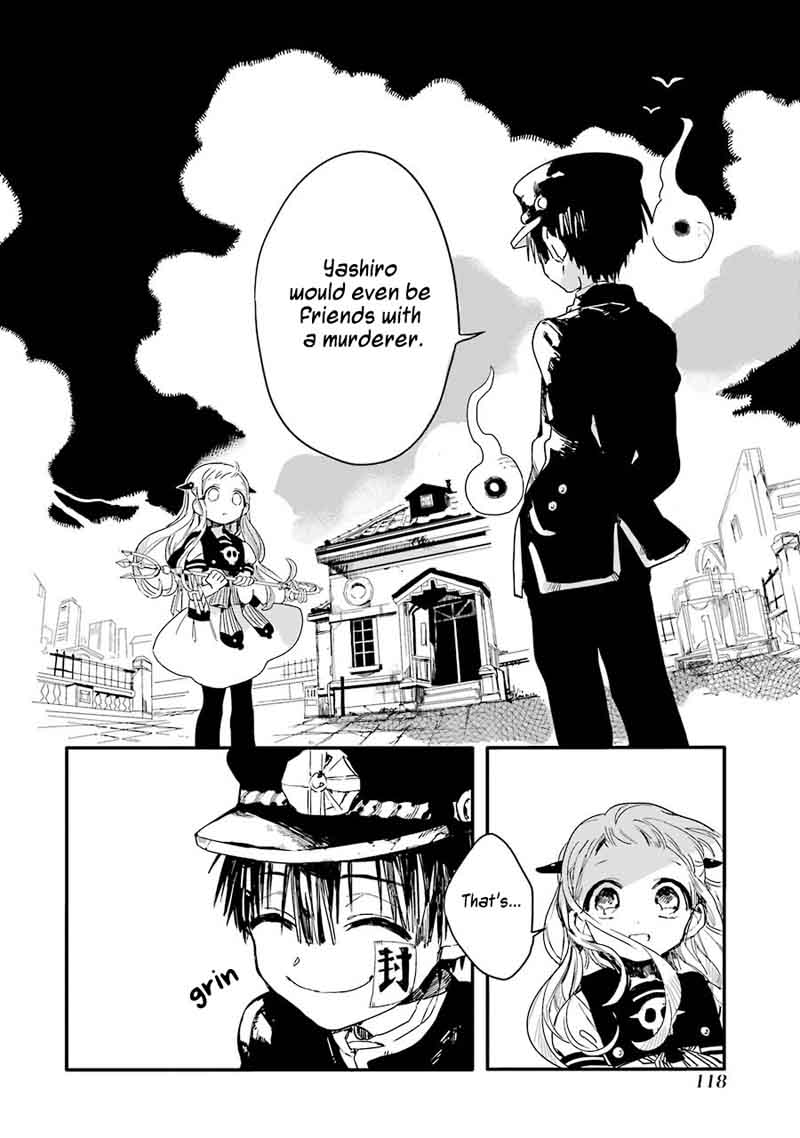 Yashiro
would even be
friends with
a murderer.
That's...
grin
封
118